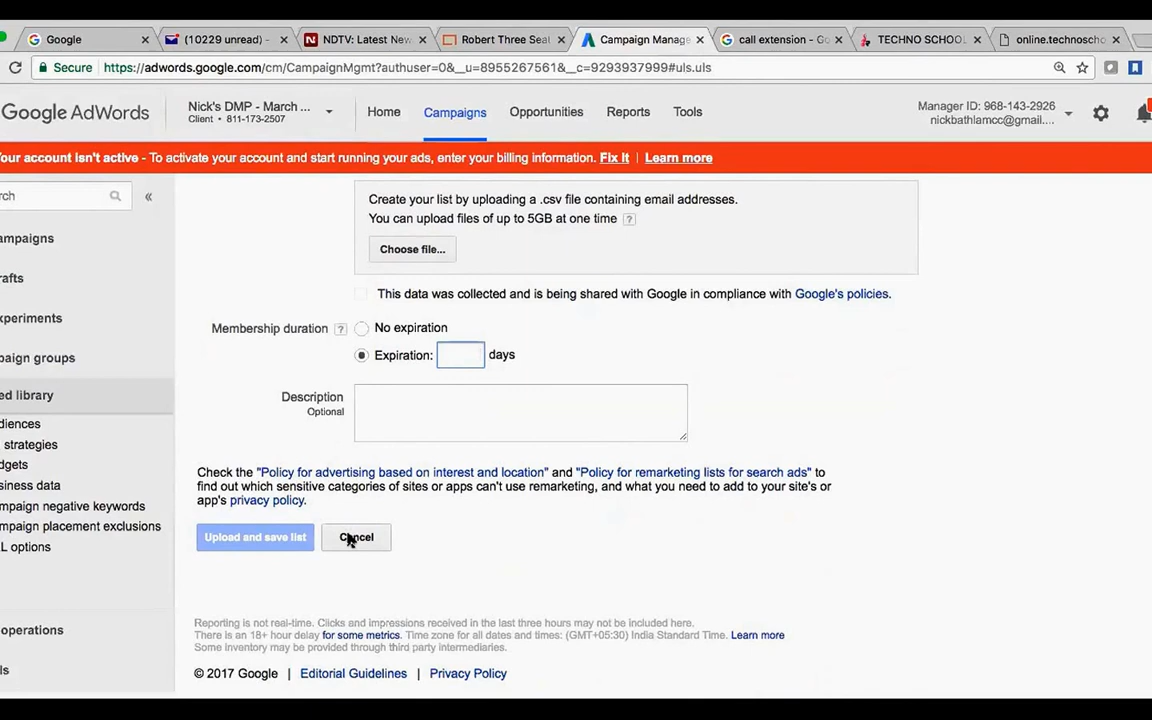 Google
(10229 unread) -
NDTV: Latest New
Robert Three Sea
Campaign Manage
call extension - Go
TECHNO SCHOOL
online.technoscho
Secure
https://adwords.google.com/cm/CampaignMgmt?authuser=0&__u=8955267561&__c=9293937999#uls.uls
Google AdWords
Nick's DMP - March ...
Client • 811-173-2507
Home
Campaigns
Opportunities
Reports
Tools
Manager ID: 968-143-2926
nickbathlamcc@gmail....
our account isn't active - To activate your account and start running your ads, enter your billing information. Fix it | Learn more
rch
«
ampaigns
rafts
xperiments
paign groups
ed library
diences
strategies
dgets
siness data
mpaign negative keywords
mpaign placement exclusions
L options
operations
ls
Create your list by uploading a .csv file containing email addresses.
You can upload files of up to 5GB at one time ?
Choose file...
This data was collected and is being shared with Google in compliance with Google's policies.
Membership duration ? No expiration
Expiration: days
Description
Optional
Check the "Policy for advertising based on interest and location" and "Policy for remarketing lists for search ads" to
find out which sensitive categories of sites or apps can't use remarketing, and what you need to add to your site's or
app's privacy policy.
Upload and save list
Cancel
Reporting is not real-time. Clicks and impressions received in the last three hours may not be included here.
There is an 18+ hour delay for some metrics. Time zone for all dates and times: (GMT+05:30) India Standard Time. Learn more
Some inventory may be provided through third party intermediaries.
© 2017 Google | Editorial Guidelines | Privacy Policy